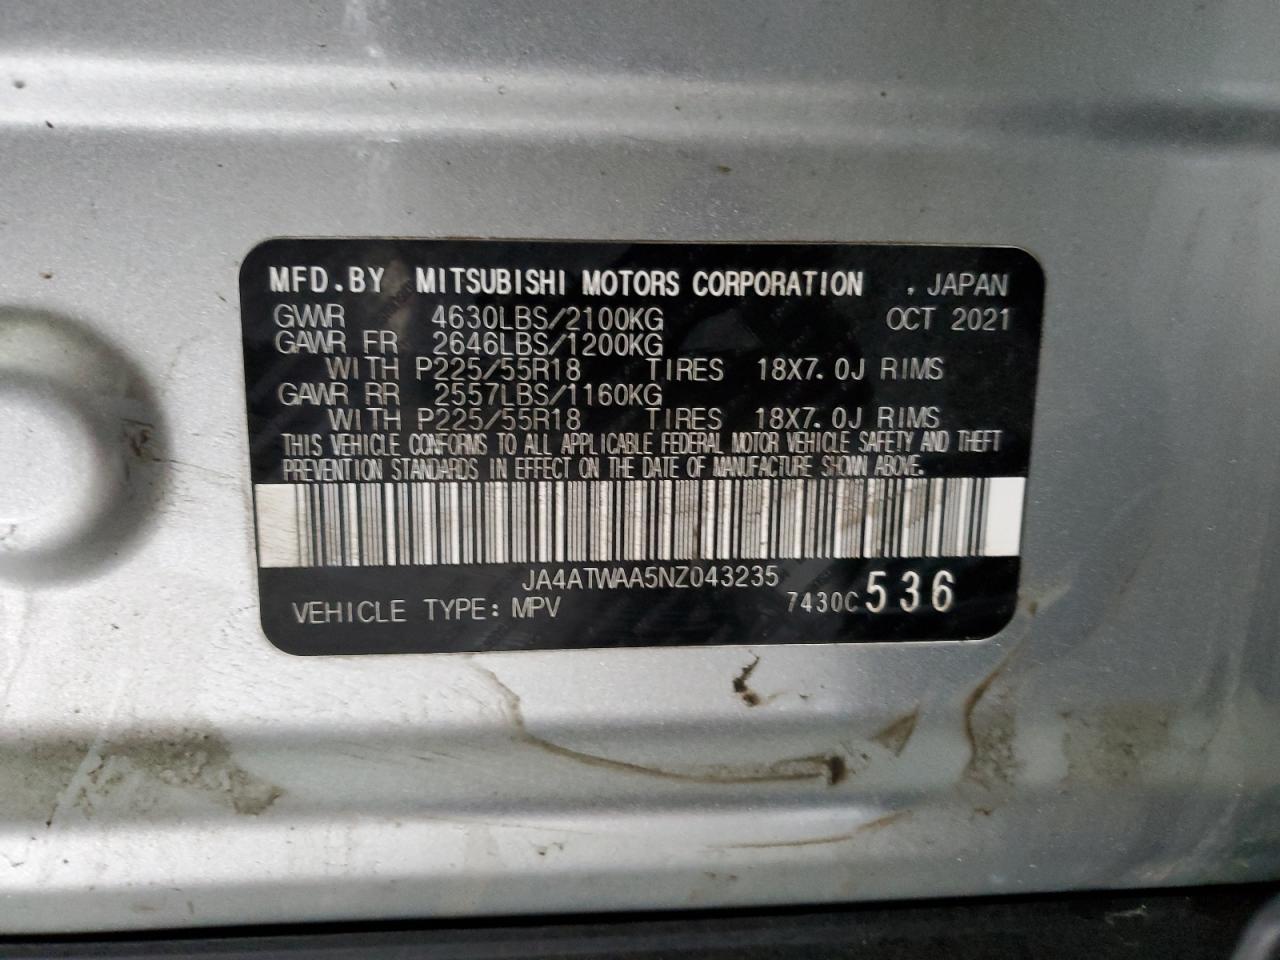 MFD.BY MITSUBISHI MOTORS CORPORATION . JAPAN
GVWR 4630LBS/2100KG OCT 2021
GAWR FR 2646LBS/1200KG
WITH P225/55R18 TIRES 18X7.0J RIMS
GAWR RR 2557LBS/1160KG
WITH P225/55R18 TIRES 18X7.0J RIMS
THIS VEHICLE CONFORMS TO ALL APPLICABLE FEDERAL MOTOR VEHICLE SAFETY AND THEFT
PREVENTION STANDARDS IN EFFECT ON THE DATE OF MANUFACTURE SHOWN ABOVE.
JA4ATWAA5NZ043235
VEHICLE TYPE: MPV 7430C 536